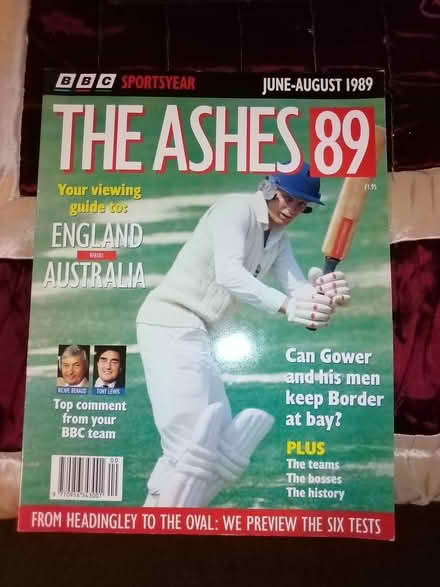 BBC SPORTSYEAR
JUNE-AUGUST 1989
THE ASHES 89
£1.95
Your viewing
guide to:
ENGLAND
VERSUS
AUSTRALIA
RICHIE BENAUD
TONY LEWIS
Top comment
from your
BBC team
Can Gower
and his men
keep Border
at bay?
PLUS
The teams
The bosses
The history
00
FROM HEADINGLEY TO THE OVAL: WE PREVIEW THE SIX TESTS